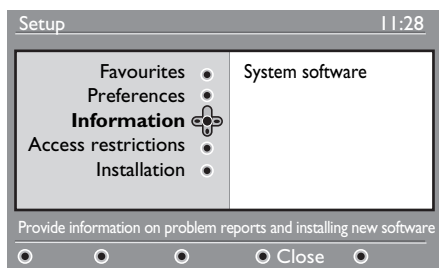 Setup 11:28
Favourites System software
Preferences
Information
Access restrictions
Installation
Provide information on problem reports and installing new software
Close